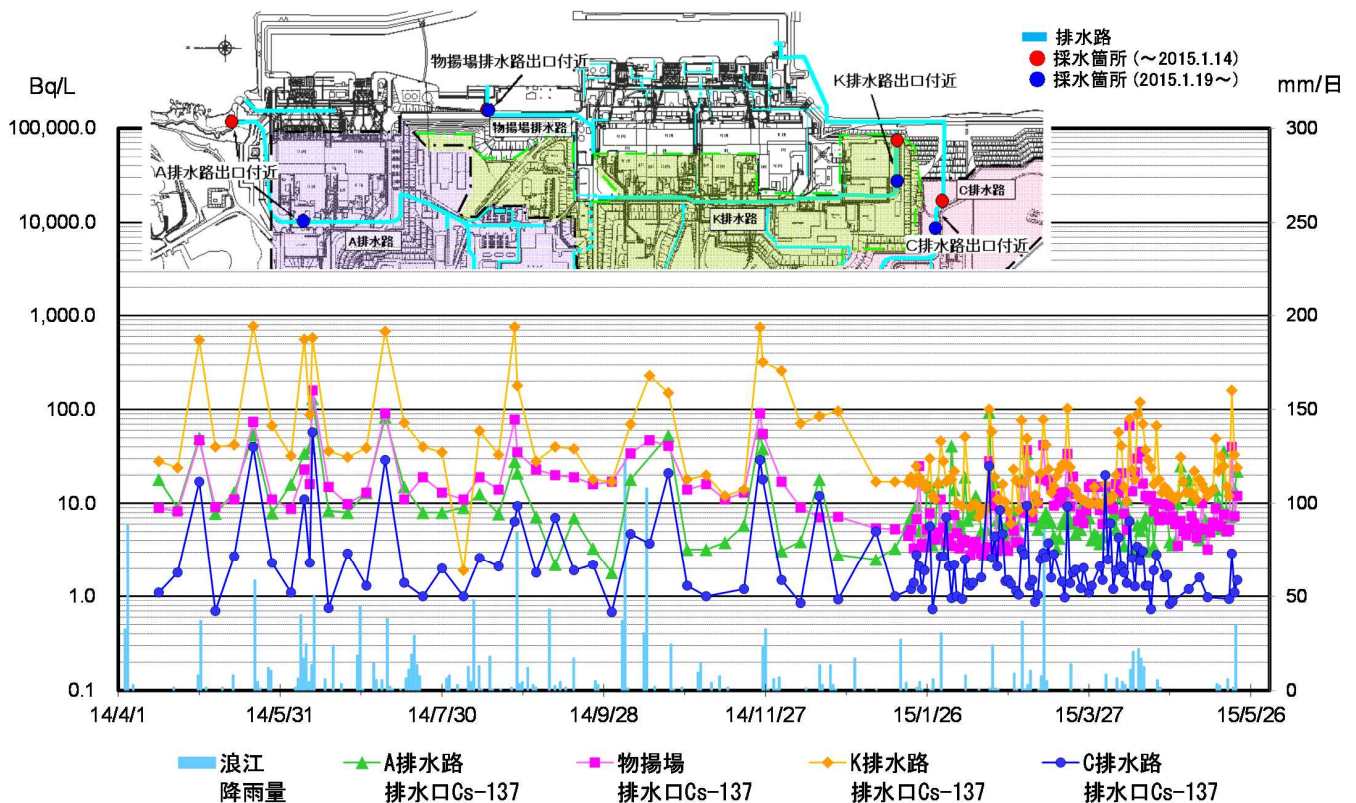 排水路
採水箇所(～2015.1.14)
採水箇所(2015.1.19～)
物揚場排水路出口付近
K排水路出口付近
Bq/L
mm/日
物揚場排水路
A排水路出口付近
C排水路
K排水路
A排水路
C排水路出口付近
100,000.0
10,000.0
1,000.0
100.0
10.0
1.0
0.1
300
250
200
150
100
50
0
14/4/1
14/5/31
14/7/30
14/9/28
14/11/27
15/1/26
15/3/27
15/5/26
浪江
降雨量
A排水路
排水口Cs-137
物揚場
排水口Cs-137
K排水路
排水口Cs-137
C排水路
排水口Cs-137